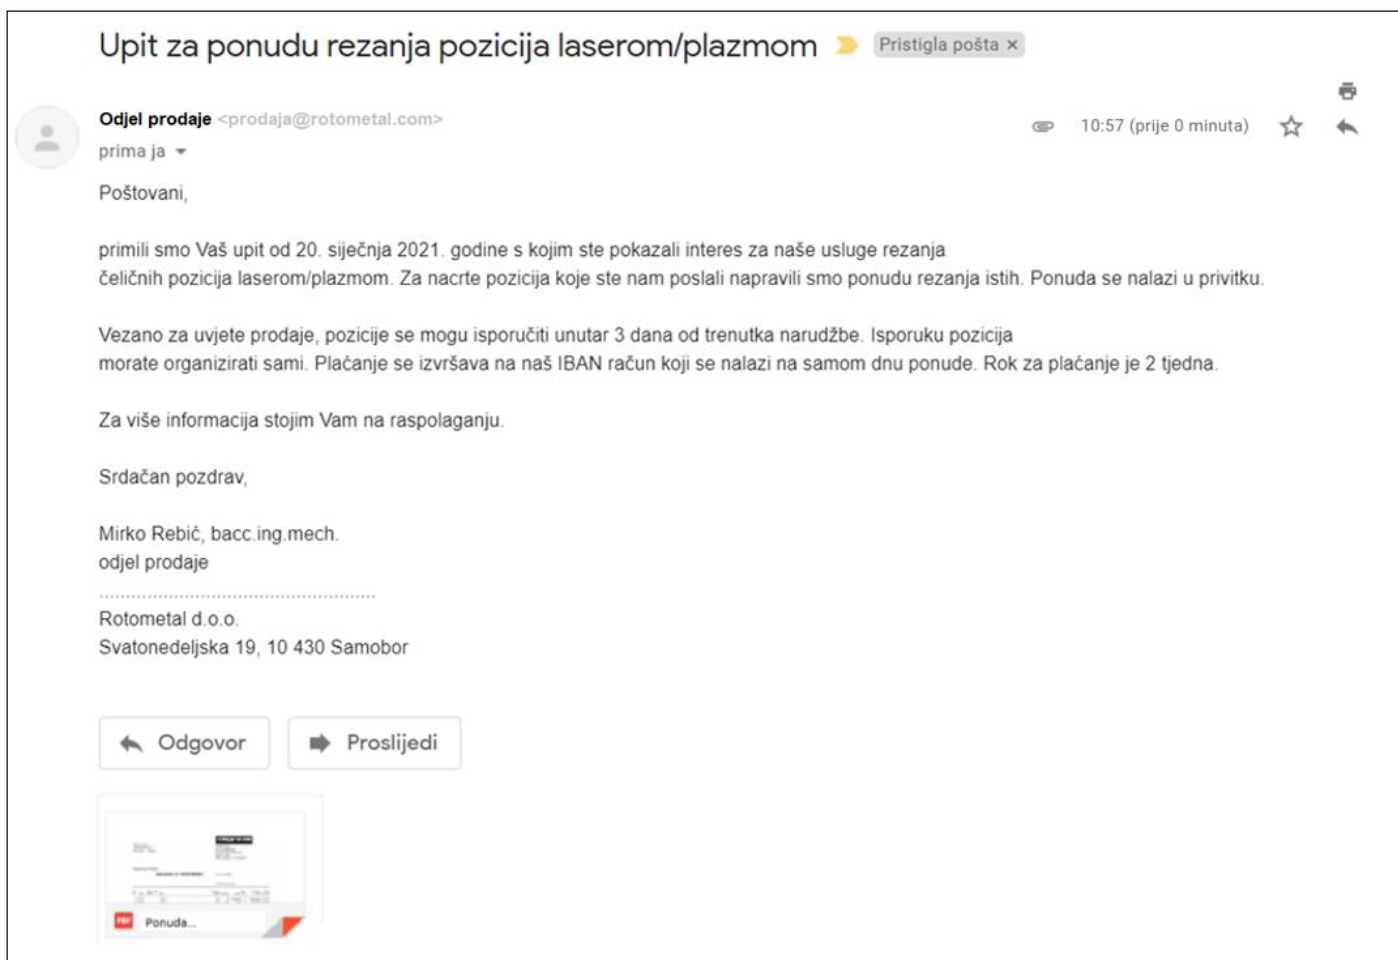 Upit za ponudu rezanja pozicija laserom/plazmom Pristigla pošta ×
Odjel prodaje <prodaja@rotometal.com> 10:57 (prije 0 minuta)
prima ja
Poštovani,
primili smo Vaš upit od 20. siječnja 2021. godine s kojim ste pokazali interes za naše usluge rezanja
čeličnih pozicija laserom/plazmom. Za nacrte pozicija koje ste nam poslali napravili smo ponudu rezanja istih. Ponuda se nalazi u privitku.
Vezano za uvjete prodaje, pozicije se mogu isporučiti unutar 3 dana od trenutka narudžbe. Isporuku pozicija
morate organizirati sami. Plaćanje se izvršava na naš IBAN račun koji se nalazi na samom dnu ponude. Rok za plaćanje je 2 tjedna.
Za više informacija stojim Vam na raspolaganju.
Srdačan pozdrav,
Mirko Rebić, bacc.ing.mech.
odjel prodaje
....................................................
Rotometal d.o.o.
Svatonedeljska 19, 10 430 Samobor
Odgovor Proslijedi
PDF Ponuda...